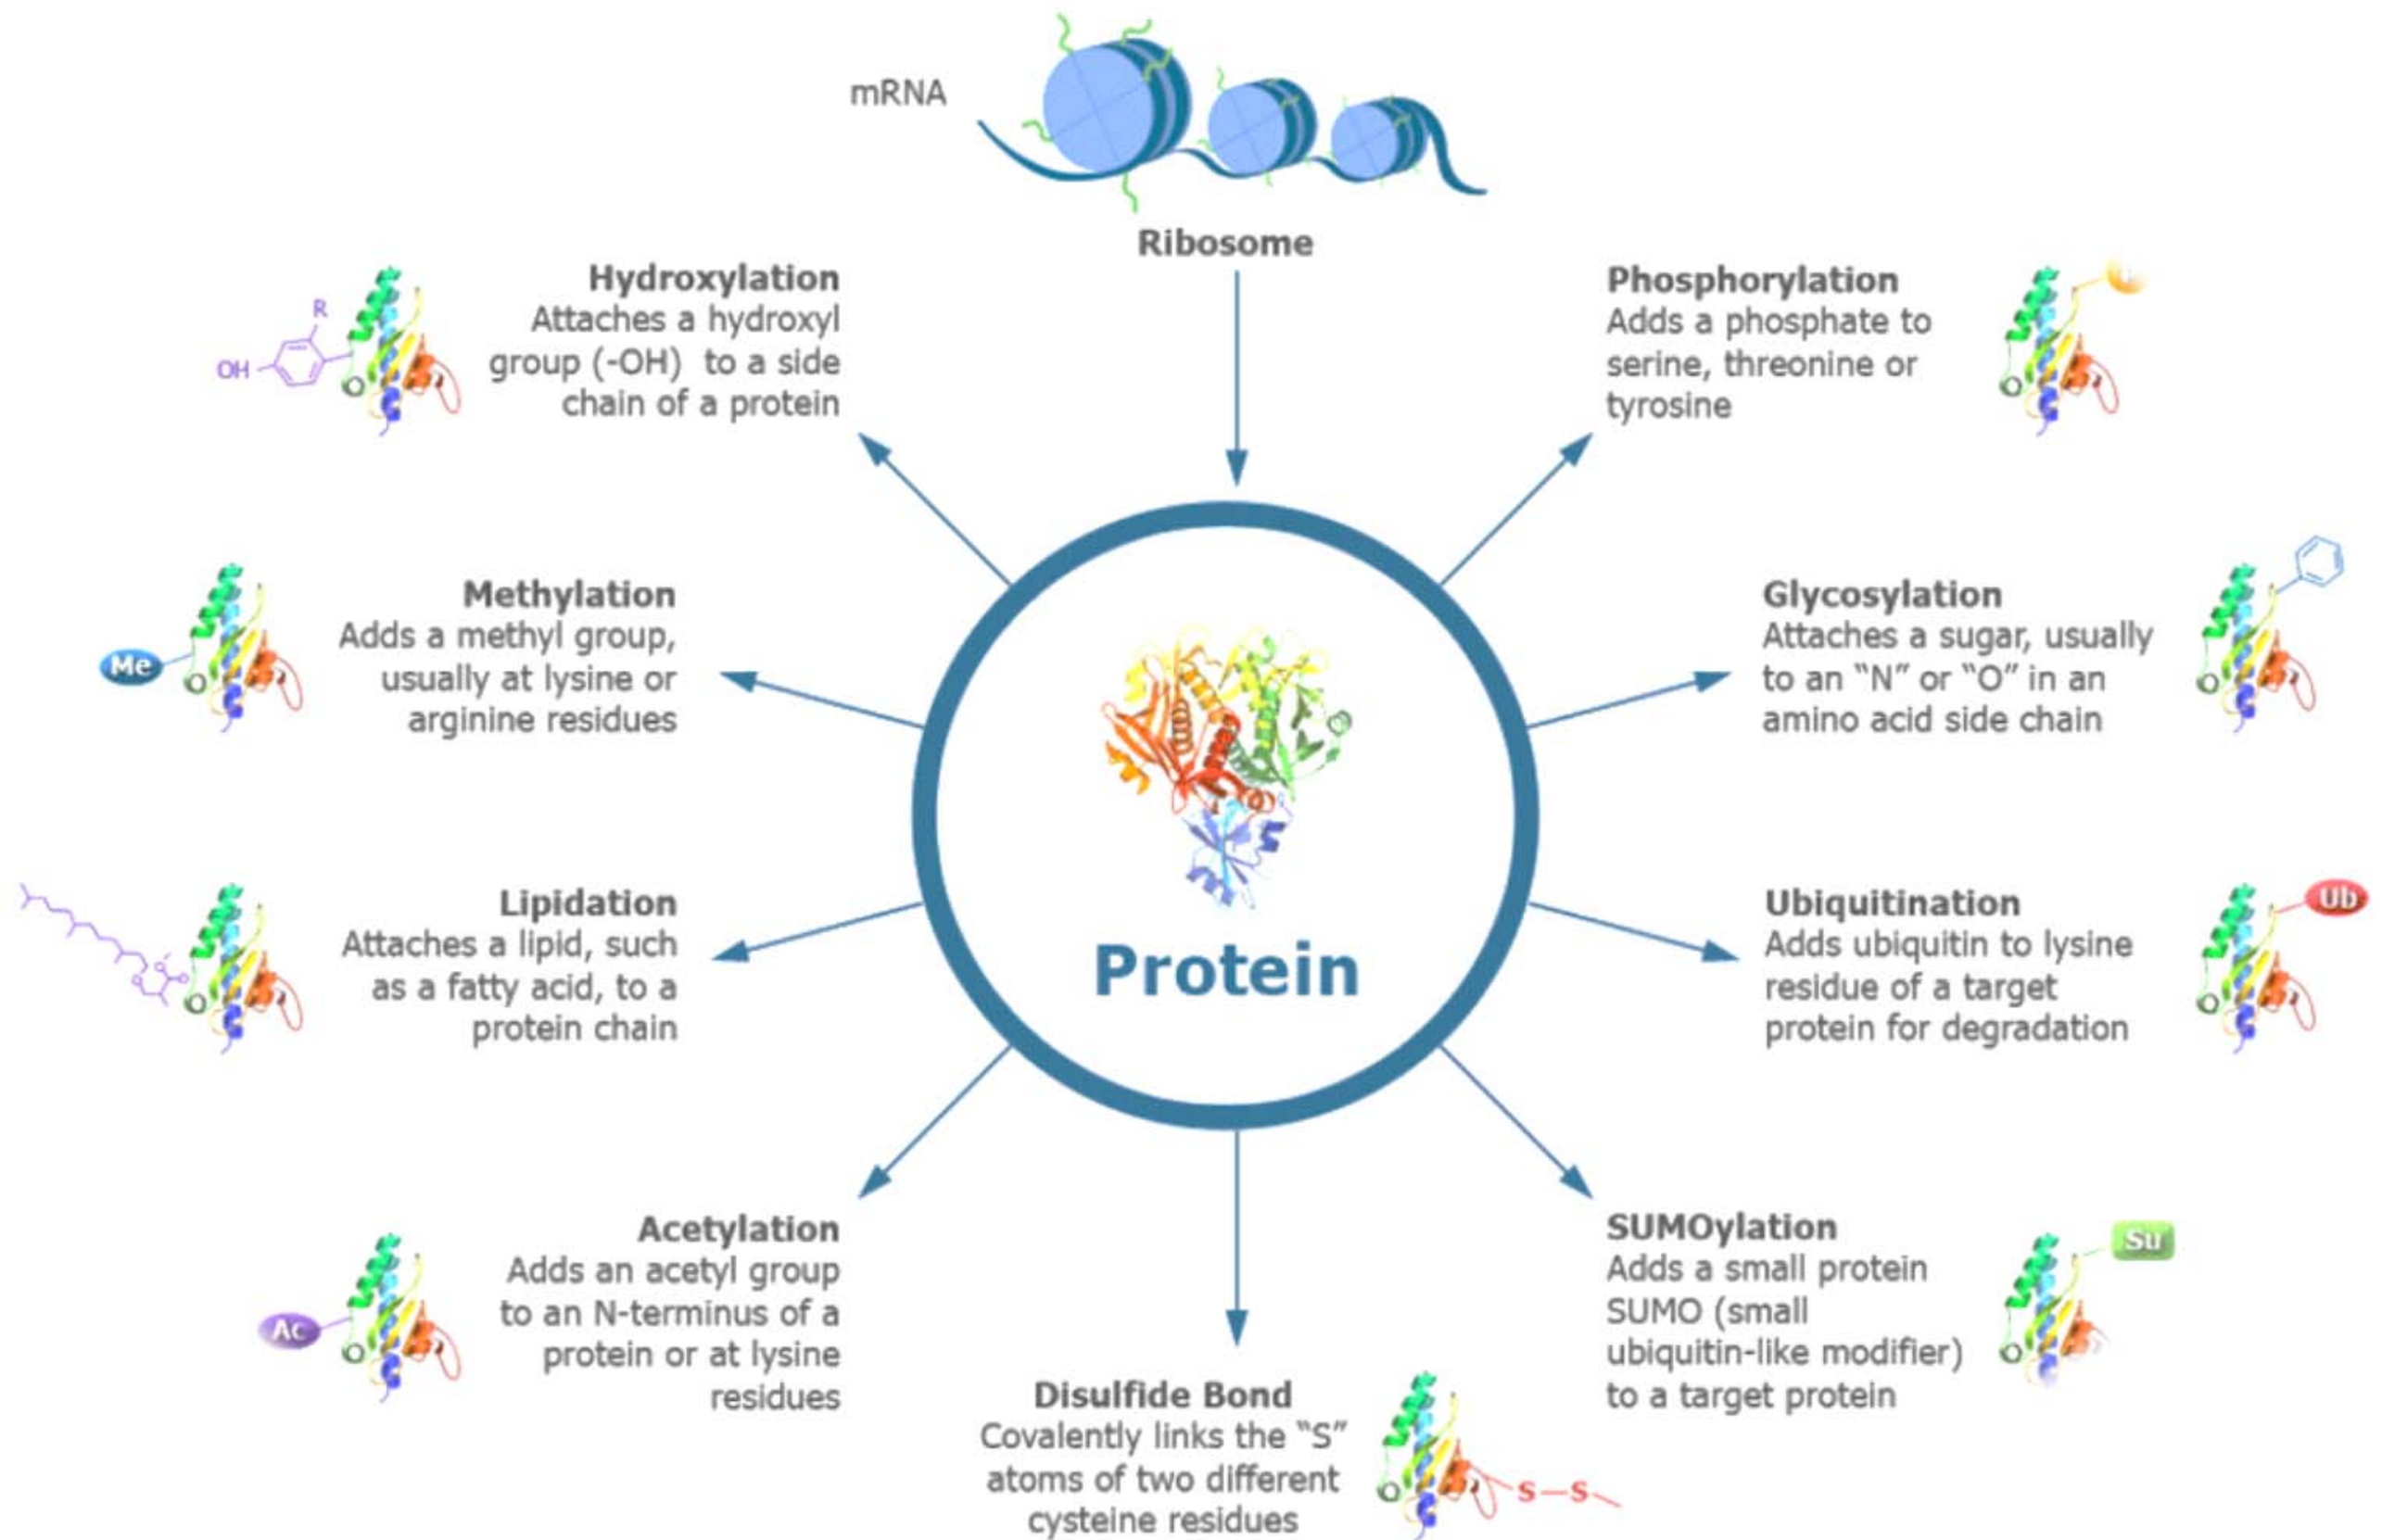 mRNA
Ribosome
Hydroxylation
Attaches a hydroxyl
group (-OH) to a side
chain of a protein
R
OH
Phosphorylation
Adds a phosphate to
serine, threonine or
tyrosine
Methylation
Adds a methyl group,
usually at lysine or
arginine residues
Me
Glycosylation
Attaches a sugar, usually
to an “N” or “O” in an
amino acid side chain
Protein
Lipidation
Attaches a lipid, such
as a fatty acid, to a
protein chain
Ubiquitination
Adds ubiquitin to lysine
residue of a target
protein for degradation
Ub
Acetylation
Adds an acetyl group
to an N-terminus of a
protein or at lysine
residues
Ac
Disulfide Bond
Covalently links the “S”
atoms of two different
cysteine residues
S—S
SUMOylation
Adds a small protein
SUMO (small
ubiquitin-like modifier)
to a target protein
Su